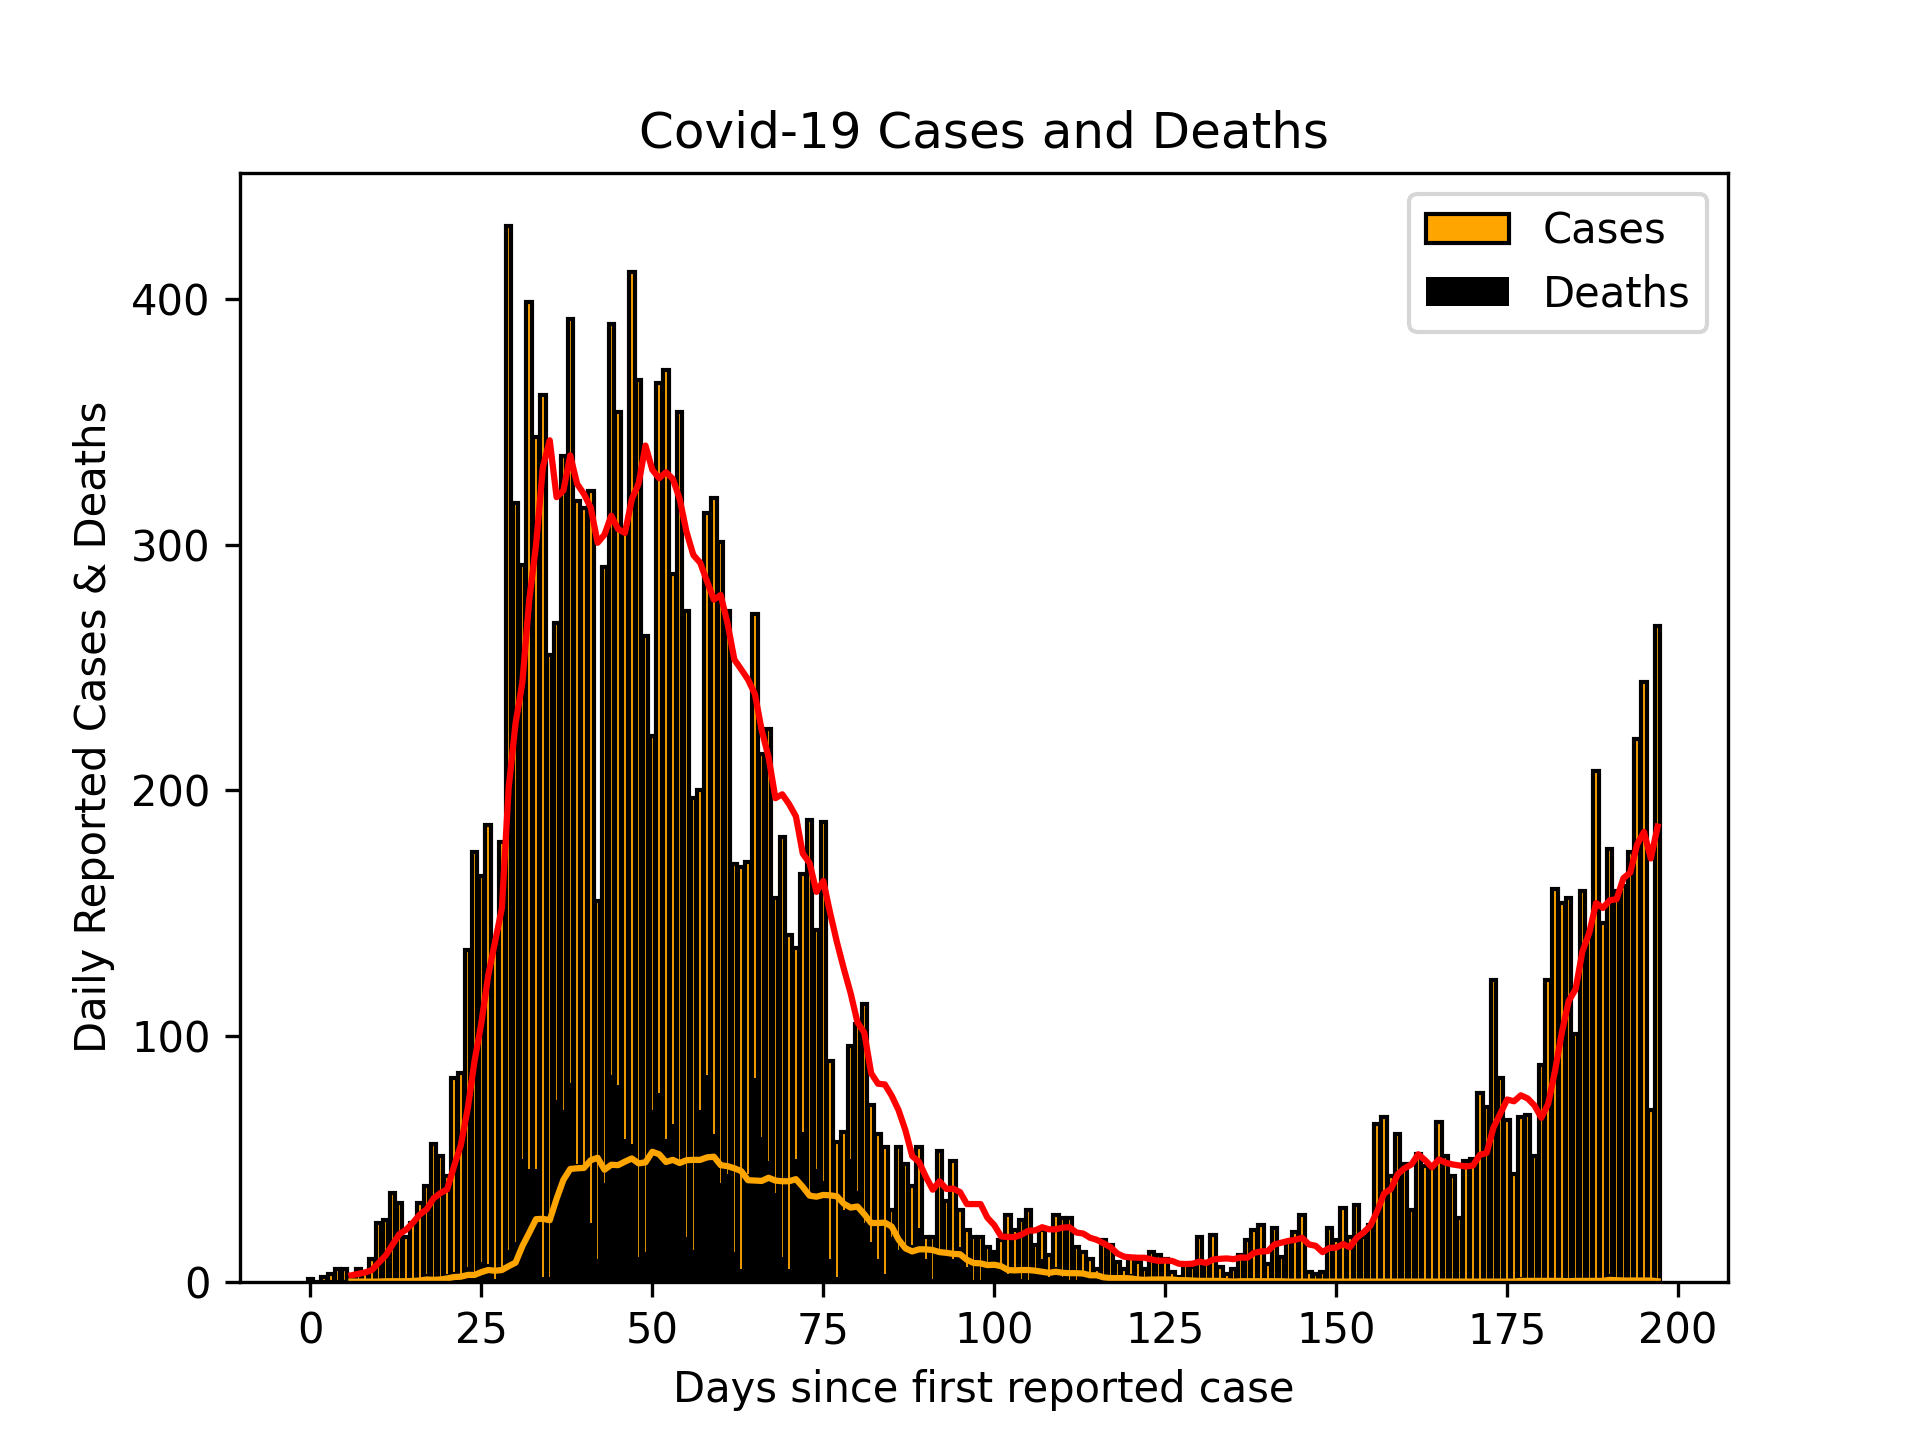 Covid-19 Cases and Deaths
Cases
Deaths
400
300
200
100
0
Daily Reported Cases & Deaths
0 25 50 75 100 125 150 175 200
Days since first reported case